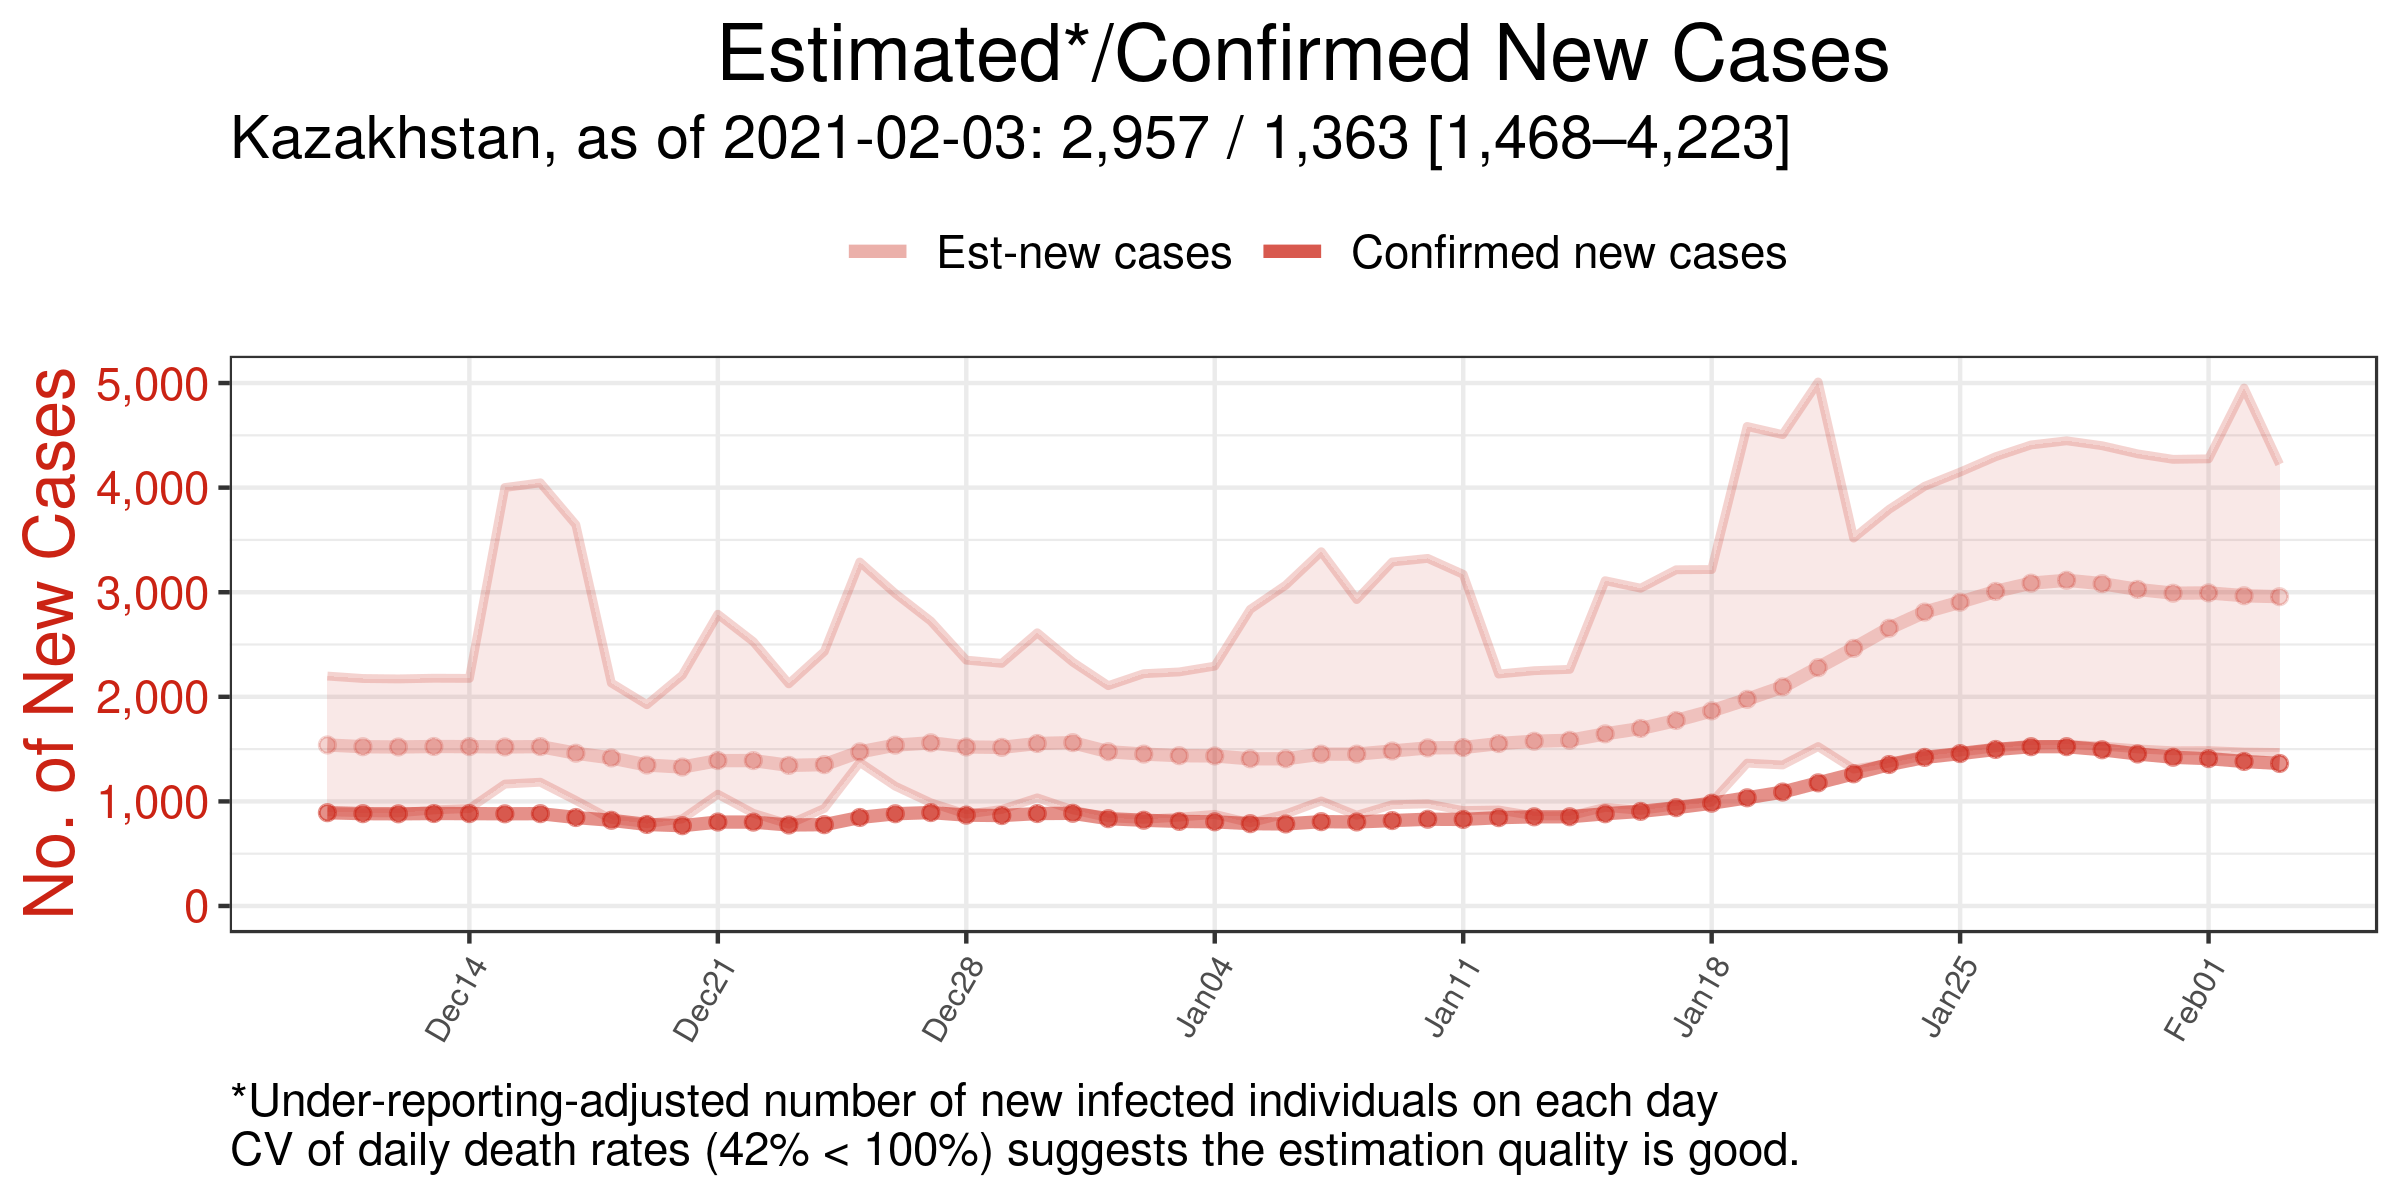 Estimated*/Confirmed New Cases
Kazakhstan, as of 2021-02-03: 2,957 / 1,363 [1,468–4,223]
Est-new cases Confirmed new cases
No. of New Cases
5,000
4,000
3,000
2,000
1,000
0
Dec14 Dec21 Dec28 Jan04 Jan11 Jan18 Jan25 Feb01
*Under-reporting-adjusted number of new infected individuals on each day
CV of daily death rates (42% < 100%) suggests the estimation quality is good.